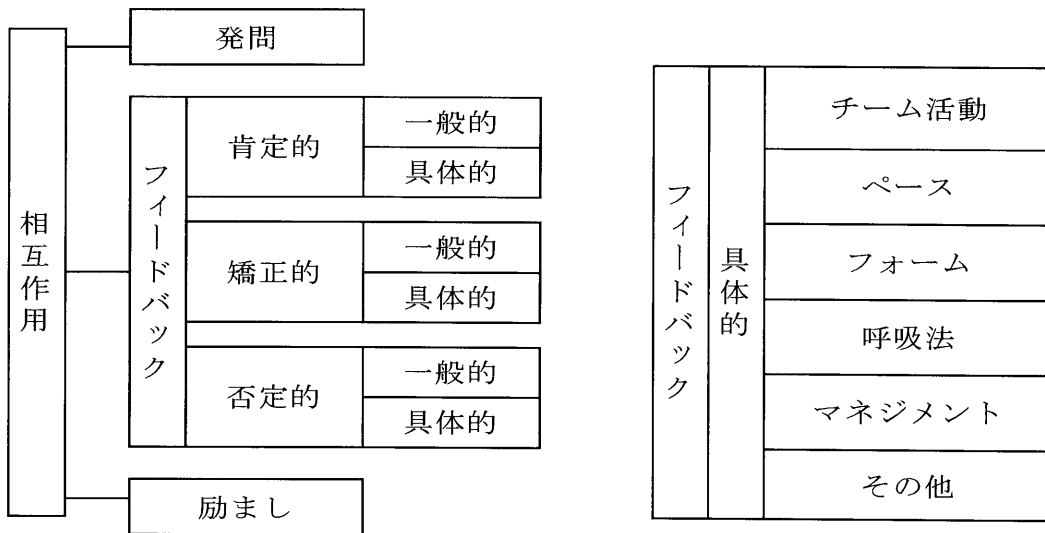 相互作用
発問
フィードバック
肯定的
一般的
具体的
矯正的
一般的
具体的
否定的
一般的
具体的
励まし
フィードバック
具体的
チーム活動
ペース
フォーム
呼吸法
マネジメント
その他